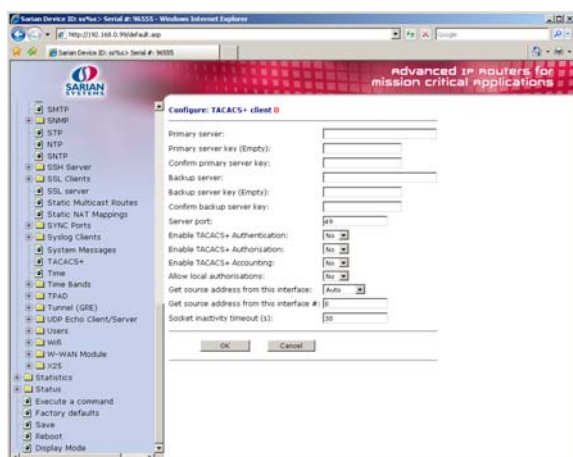 Sarian Device ID: ss%s> Serial #: 96555 - Windows Internet Explorer
http://192.168.0.99/default.asp
Google
Sarian Device ID: ss%s> Serial #: 96555
SARIAN
SYSTEMS
Advanced IP Routers for
mission critical Applications
SMTP
SNMP
STP
NTP
SNTP
SSH Server
SSL Clients
SSL server
Static Multicast Routes
Static NAT Mappings
SYNC Ports
Syslog Clients
System Messages
TACACS+
Time
Time Bands
TPAD
Tunnel (GRE)
UDP Echo Client/Server
Users
Wifi
W-WAN Module
X25
Statistics
Status
Execute a command
Factory defaults
Save
Reboot
Display Mode
Configure: TACACS+ client 0
Primary server:
Primary server key (Empty):
Confirm primary server key:
Backup server:
Backup server key (Empty):
Confirm backup server key:
Server port: 49
Enable TACACS+ Authentication: No
Enable TACACS+ Authorisation: No
Enable TACACS+ Accounting: No
Allow local authorisations: No
Get source address from this interface: Auto
Get source address from this interface #: 0
Socket inactivity timeout (s): 30
OK Cancel